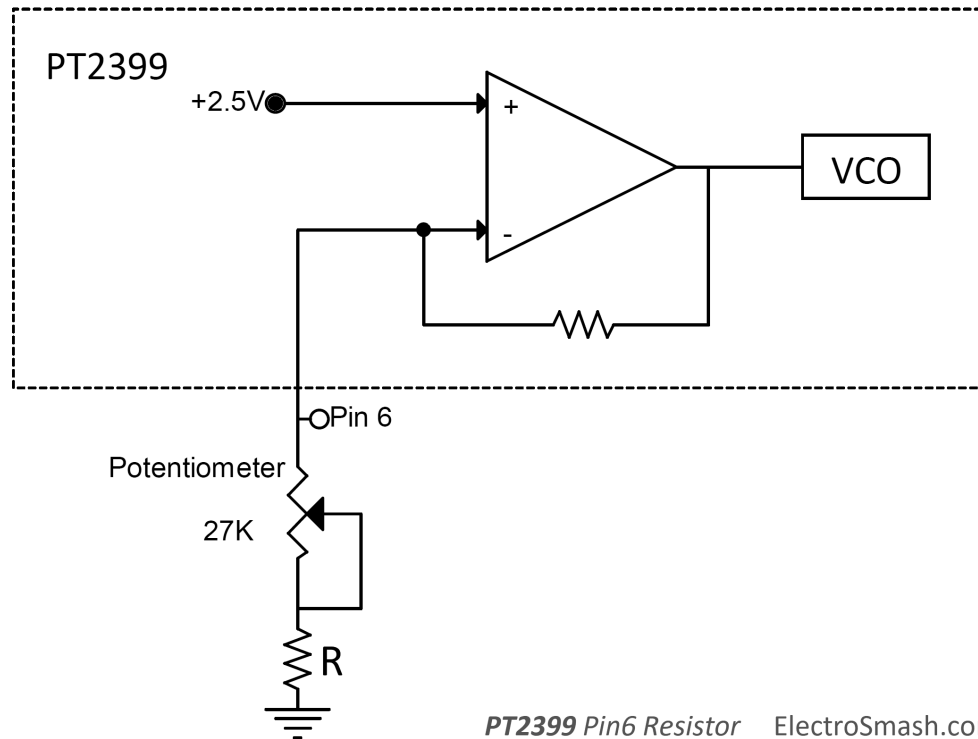 PT2399
+2.5V
+
-
VCO
Pin 6
Potentiometer
27K
R
PT2399 Pin6 Resistor ElectroSmash.co